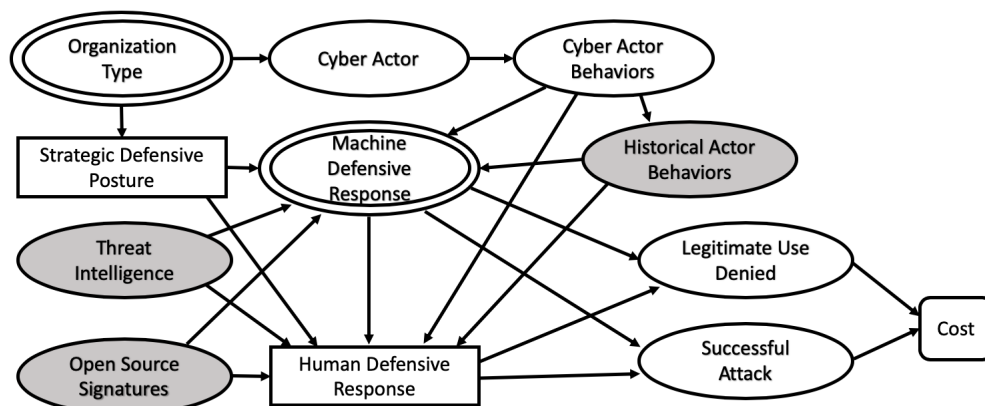 Organization
Type
Cyber Actor
Cyber Actor
Behaviors
Strategic Defensive
Posture
Machine
Defensive
Response
Historical Actor
Behaviors
Threat
Intelligence
Legitimate Use
Denied
Open Source
Signatures
Human Defensive
Response
Successful
Attack
Cost